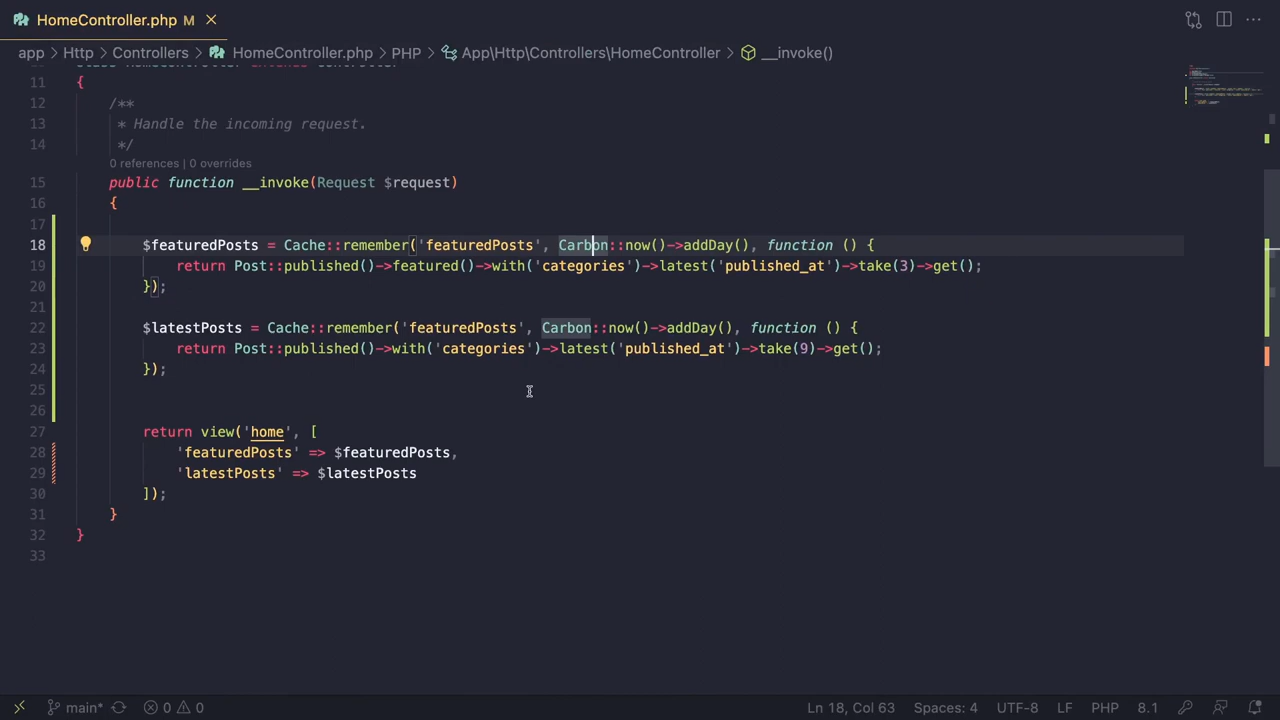 HomeController.php M
app Http Controllers HomeController.php PHP App\Http\Controllers\HomeController __invoke()
11 {
12 /**
13 * Handle the incoming request.
14 */
0 references | 0 overrides
15 public function __invoke(Request $request)
16 {
17
18 $featuredPosts = Cache::remember('featuredPosts', Carbon::now()->addDay(), function () {
19 return Post::published()->featured()->with('categories')->latest('published_at')->take(3)->get();
20 });
21
22 $latestPosts = Cache::remember('featuredPosts', Carbon::now()->addDay(), function () {
23 return Post::published()->with('categories')->latest('published_at')->take(9)->get();
24 });
25
26
27 return view('home', [
28 'featuredPosts' => $featuredPosts,
29 'latestPosts' => $latestPosts
30 ]);
31 }
32 }
33
main* 0 0 Ln 18, Col 63 Spaces: 4 UTF-8 LF PHP 8.1